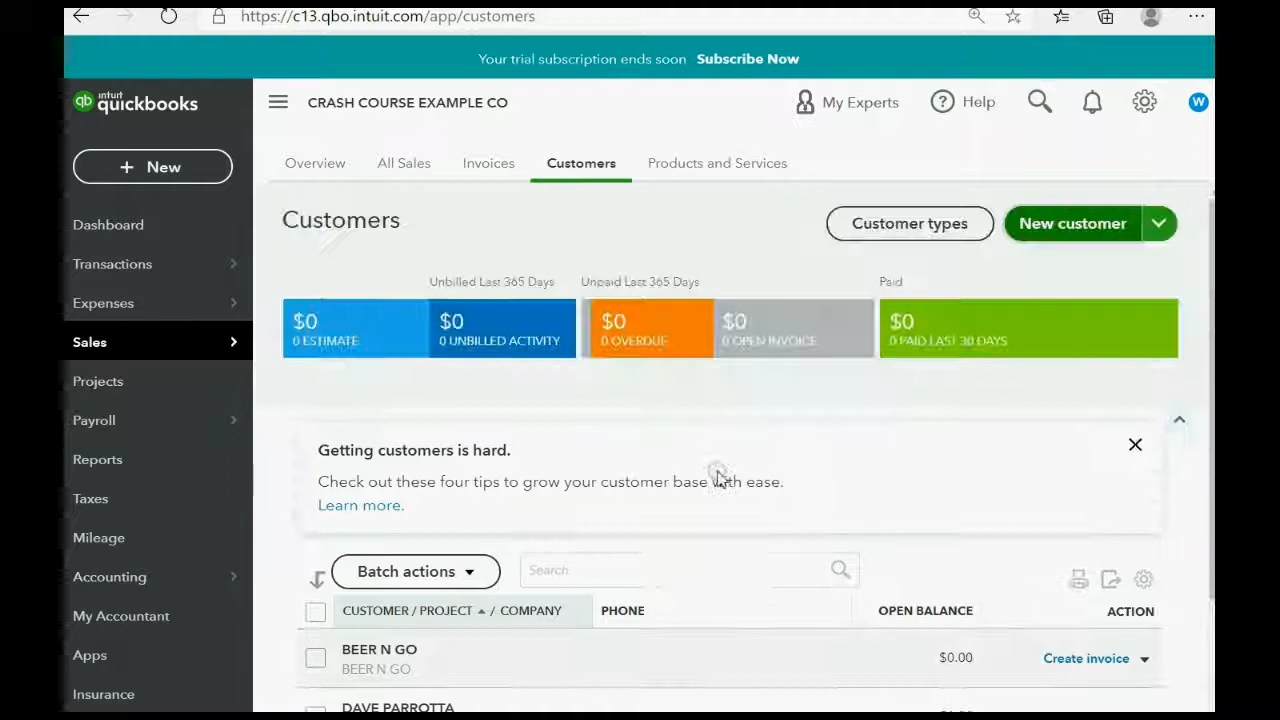 https://c13.qbo.intuit.com/app/customers
Your trial subscription ends soon Subscribe Now
intuit quickbooks
CRASH COURSE EXAMPLE CO
My Experts
Help
W
+ New
Overview
All Sales
Invoices
Customers
Products and Services
Dashboard
Transactions
Expenses
Sales
Projects
Payroll
Reports
Taxes
Mileage
Accounting
My Accountant
Apps
Insurance
Customers
Customer types
New customer
Unbilled Last 365 Days
Unpaid Last 365 Days
Paid
$0
0 ESTIMATE
$0
0 UNBILLED ACTIVITY
$0
0 OVERDUE
$0
0 OPEN INVOICE
$0
0 PAID LAST 30 DAYS
Getting customers is hard.
Check out these four tips to grow your customer base with ease.
Learn more.
Batch actions
Search
CUSTOMER / PROJECT / COMPANY
PHONE
OPEN BALANCE
ACTION
BEER N GO
BEER N GO
$0.00
Create invoice
DAVE PARROTTA